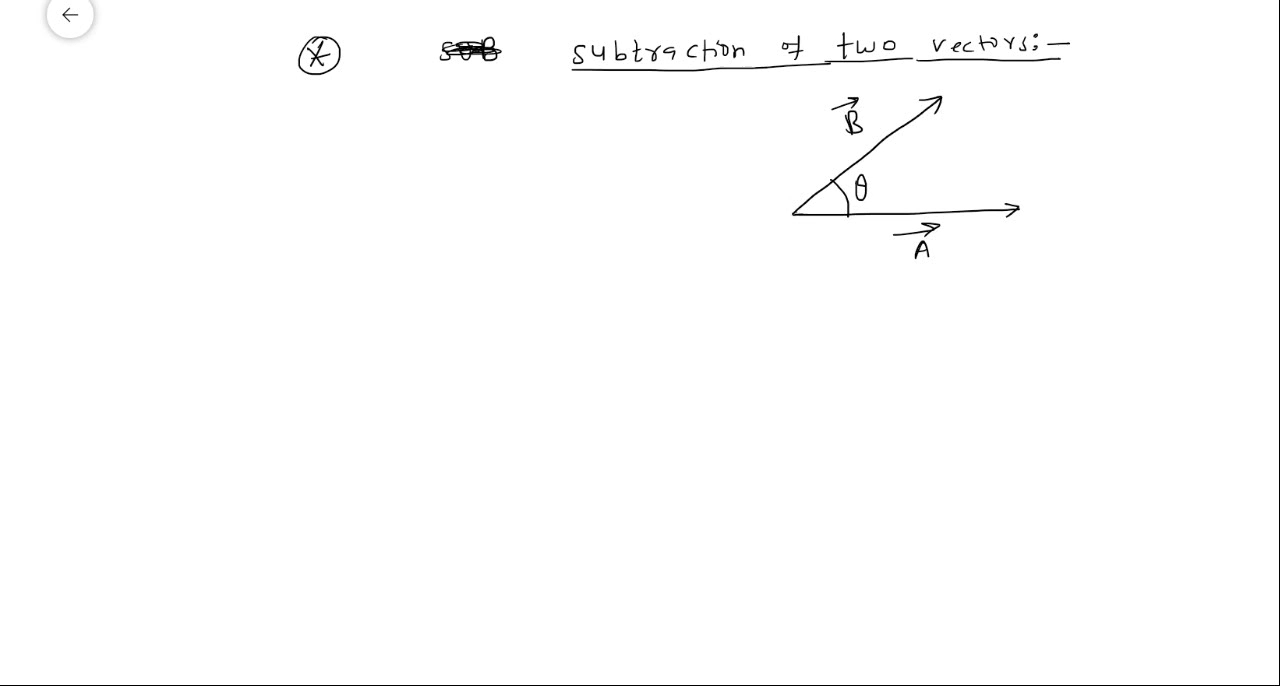 subtraction of two vectors:-
B
θ
A